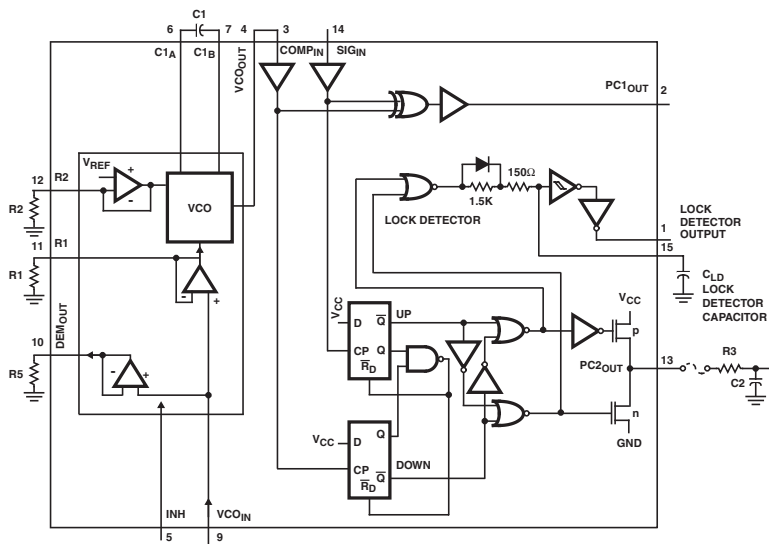 C1
6 7 4 3 14
C1A C1B VCOOUT COMPIN SIGIN
PC1OUT 2
VREF
12 R2
+
-
VCO
R2
150Ω
1.5K
LOCK DETECTOR
LOCK
DETECTOR
OUTPUT
1
15
11 R1
R1
-
+
CLD
LOCK
DETECTOR
CAPACITOR
VCC
UP
D Q̅
CP Q
R̅D
VCC
p
DEMOUT
10
R5
-
+
PC2OUT
13
R3
C2
n
GND
VCC
D Q
CP Q̅
R̅D
DOWN
INH VCOIN
5 9